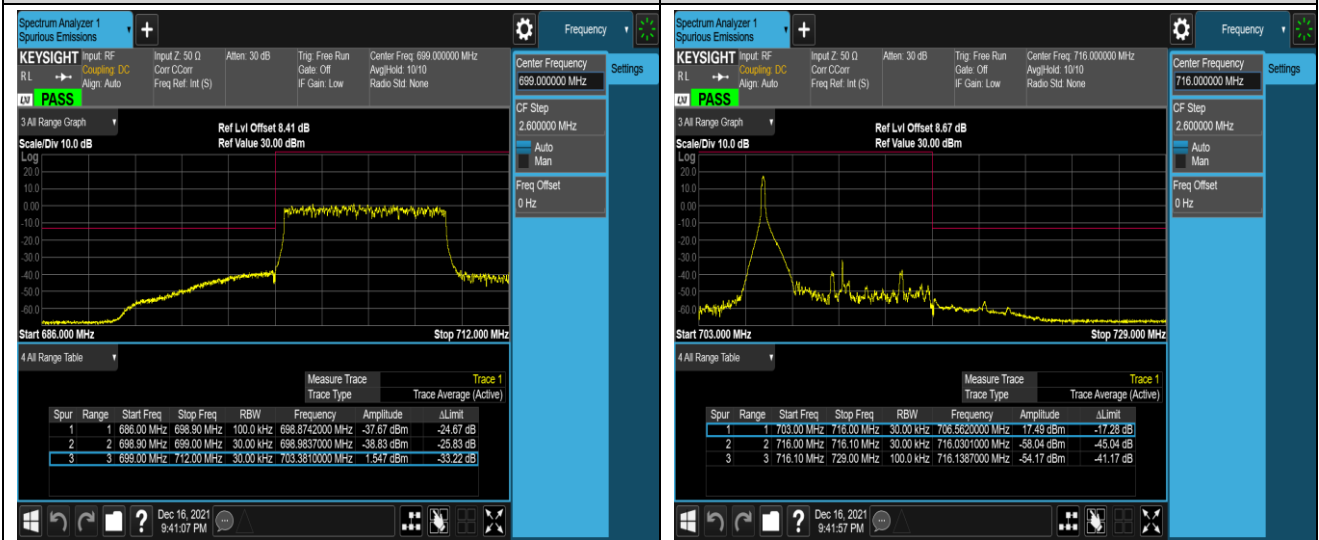 Spectrum Analyzer 1
Spurious Emissions
+
Frequency
KEYSIGHT Input: RF Input Z: 50 Ω Atten: 30 dB Trig: Free Run Center Freq: 699.000000 MHz
RL Coupling: DC Corr CCorr Gate: Off Avg|Hold: 10/10
Align: Auto Freq Ref: Int (S) IF Gain: Low Radio Std: None
LXI PASS
Center Frequency
699.000000 MHz
Settings
CF Step
2.600000 MHz
Auto
Man
Freq Offset
0 Hz
3 All Range Graph
Ref Lvl Offset 8.41 dB
Scale/Div 10.0 dB Ref Value 30.00 dBm
Log
20.0
10.0
0.00
-10.0
-20.0
-30.0
-40.0
-50.0
-60.0
Start 686.000 MHz Stop 712.000 MHz
4 All Range Table
Measure Trace Trace 1
Trace Type Trace Average (Active)
Spur Range Start Freq Stop Freq RBW Frequency Amplitude ΔLimit
1 1 686.00 MHz 698.90 MHz 100.0 kHz 698.8742000 MHz -37.67 dBm -24.67 dB
2 2 698.90 MHz 699.00 MHz 30.00 kHz 698.9837000 MHz -38.83 dBm -25.83 dB
3 3 699.00 MHz 712.00 MHz 30.00 kHz 703.3810000 MHz 1.547 dBm -33.22 dB
? Dec 16, 2021
9:41:07 PM
Spectrum Analyzer 1
Spurious Emissions
+
Frequency
KEYSIGHT Input: RF Input Z: 50 Ω Atten: 30 dB Trig: Free Run Center Freq: 716.000000 MHz
RL Coupling: DC Corr CCorr Gate: Off Avg|Hold: 10/10
Align: Auto Freq Ref: Int (S) IF Gain: Low Radio Std: None
LXI PASS
Center Frequency
716.000000 MHz
Settings
CF Step
2.600000 MHz
Auto
Man
Freq Offset
0 Hz
3 All Range Graph
Ref Lvl Offset 8.67 dB
Scale/Div 10.0 dB Ref Value 30.00 dBm
Log
20.0
10.0
0.00
-10.0
-20.0
-30.0
-40.0
-50.0
-60.0
Start 703.000 MHz Stop 729.000 MHz
4 All Range Table
Measure Trace Trace 1
Trace Type Trace Average (Active)
Spur Range Start Freq Stop Freq RBW Frequency Amplitude ΔLimit
1 1 703.00 MHz 716.00 MHz 30.00 kHz 706.5620000 MHz 17.49 dBm -17.28 dB
2 2 716.00 MHz 716.10 MHz 30.00 kHz 716.0301000 MHz -58.04 dBm -45.04 dB
3 3 716.10 MHz 729.00 MHz 100.0 kHz 716.1387000 MHz -54.17 dBm -41.17 dB
? Dec 16, 2021
9:41:57 PM